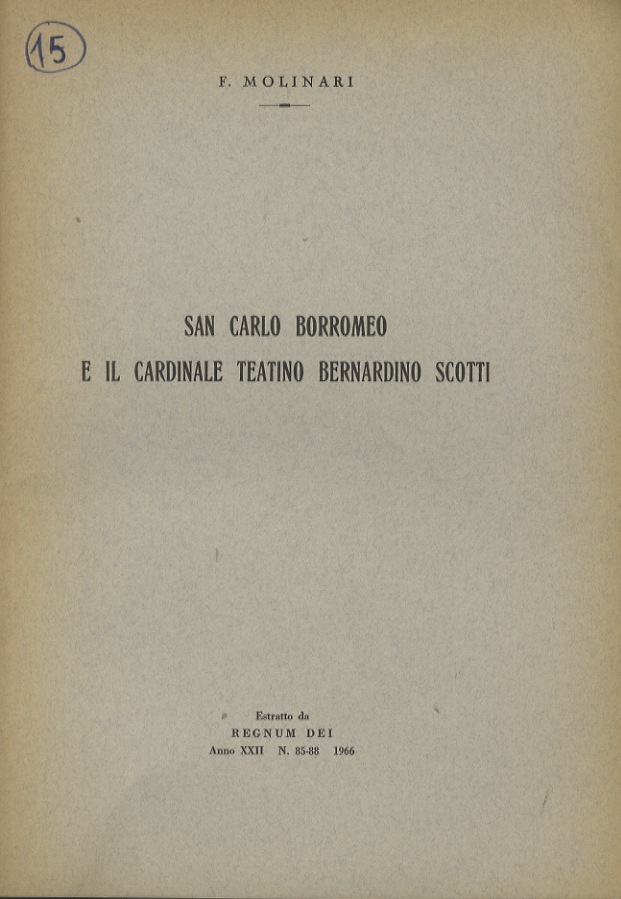 15
F. MOLINARI
SAN CARLO BORROMEO
E IL CARDINALE TEATINO BERNARDINO SCOTTI
Estratto da
REGNUM DEI
Anno XXII N. 85-88 1966